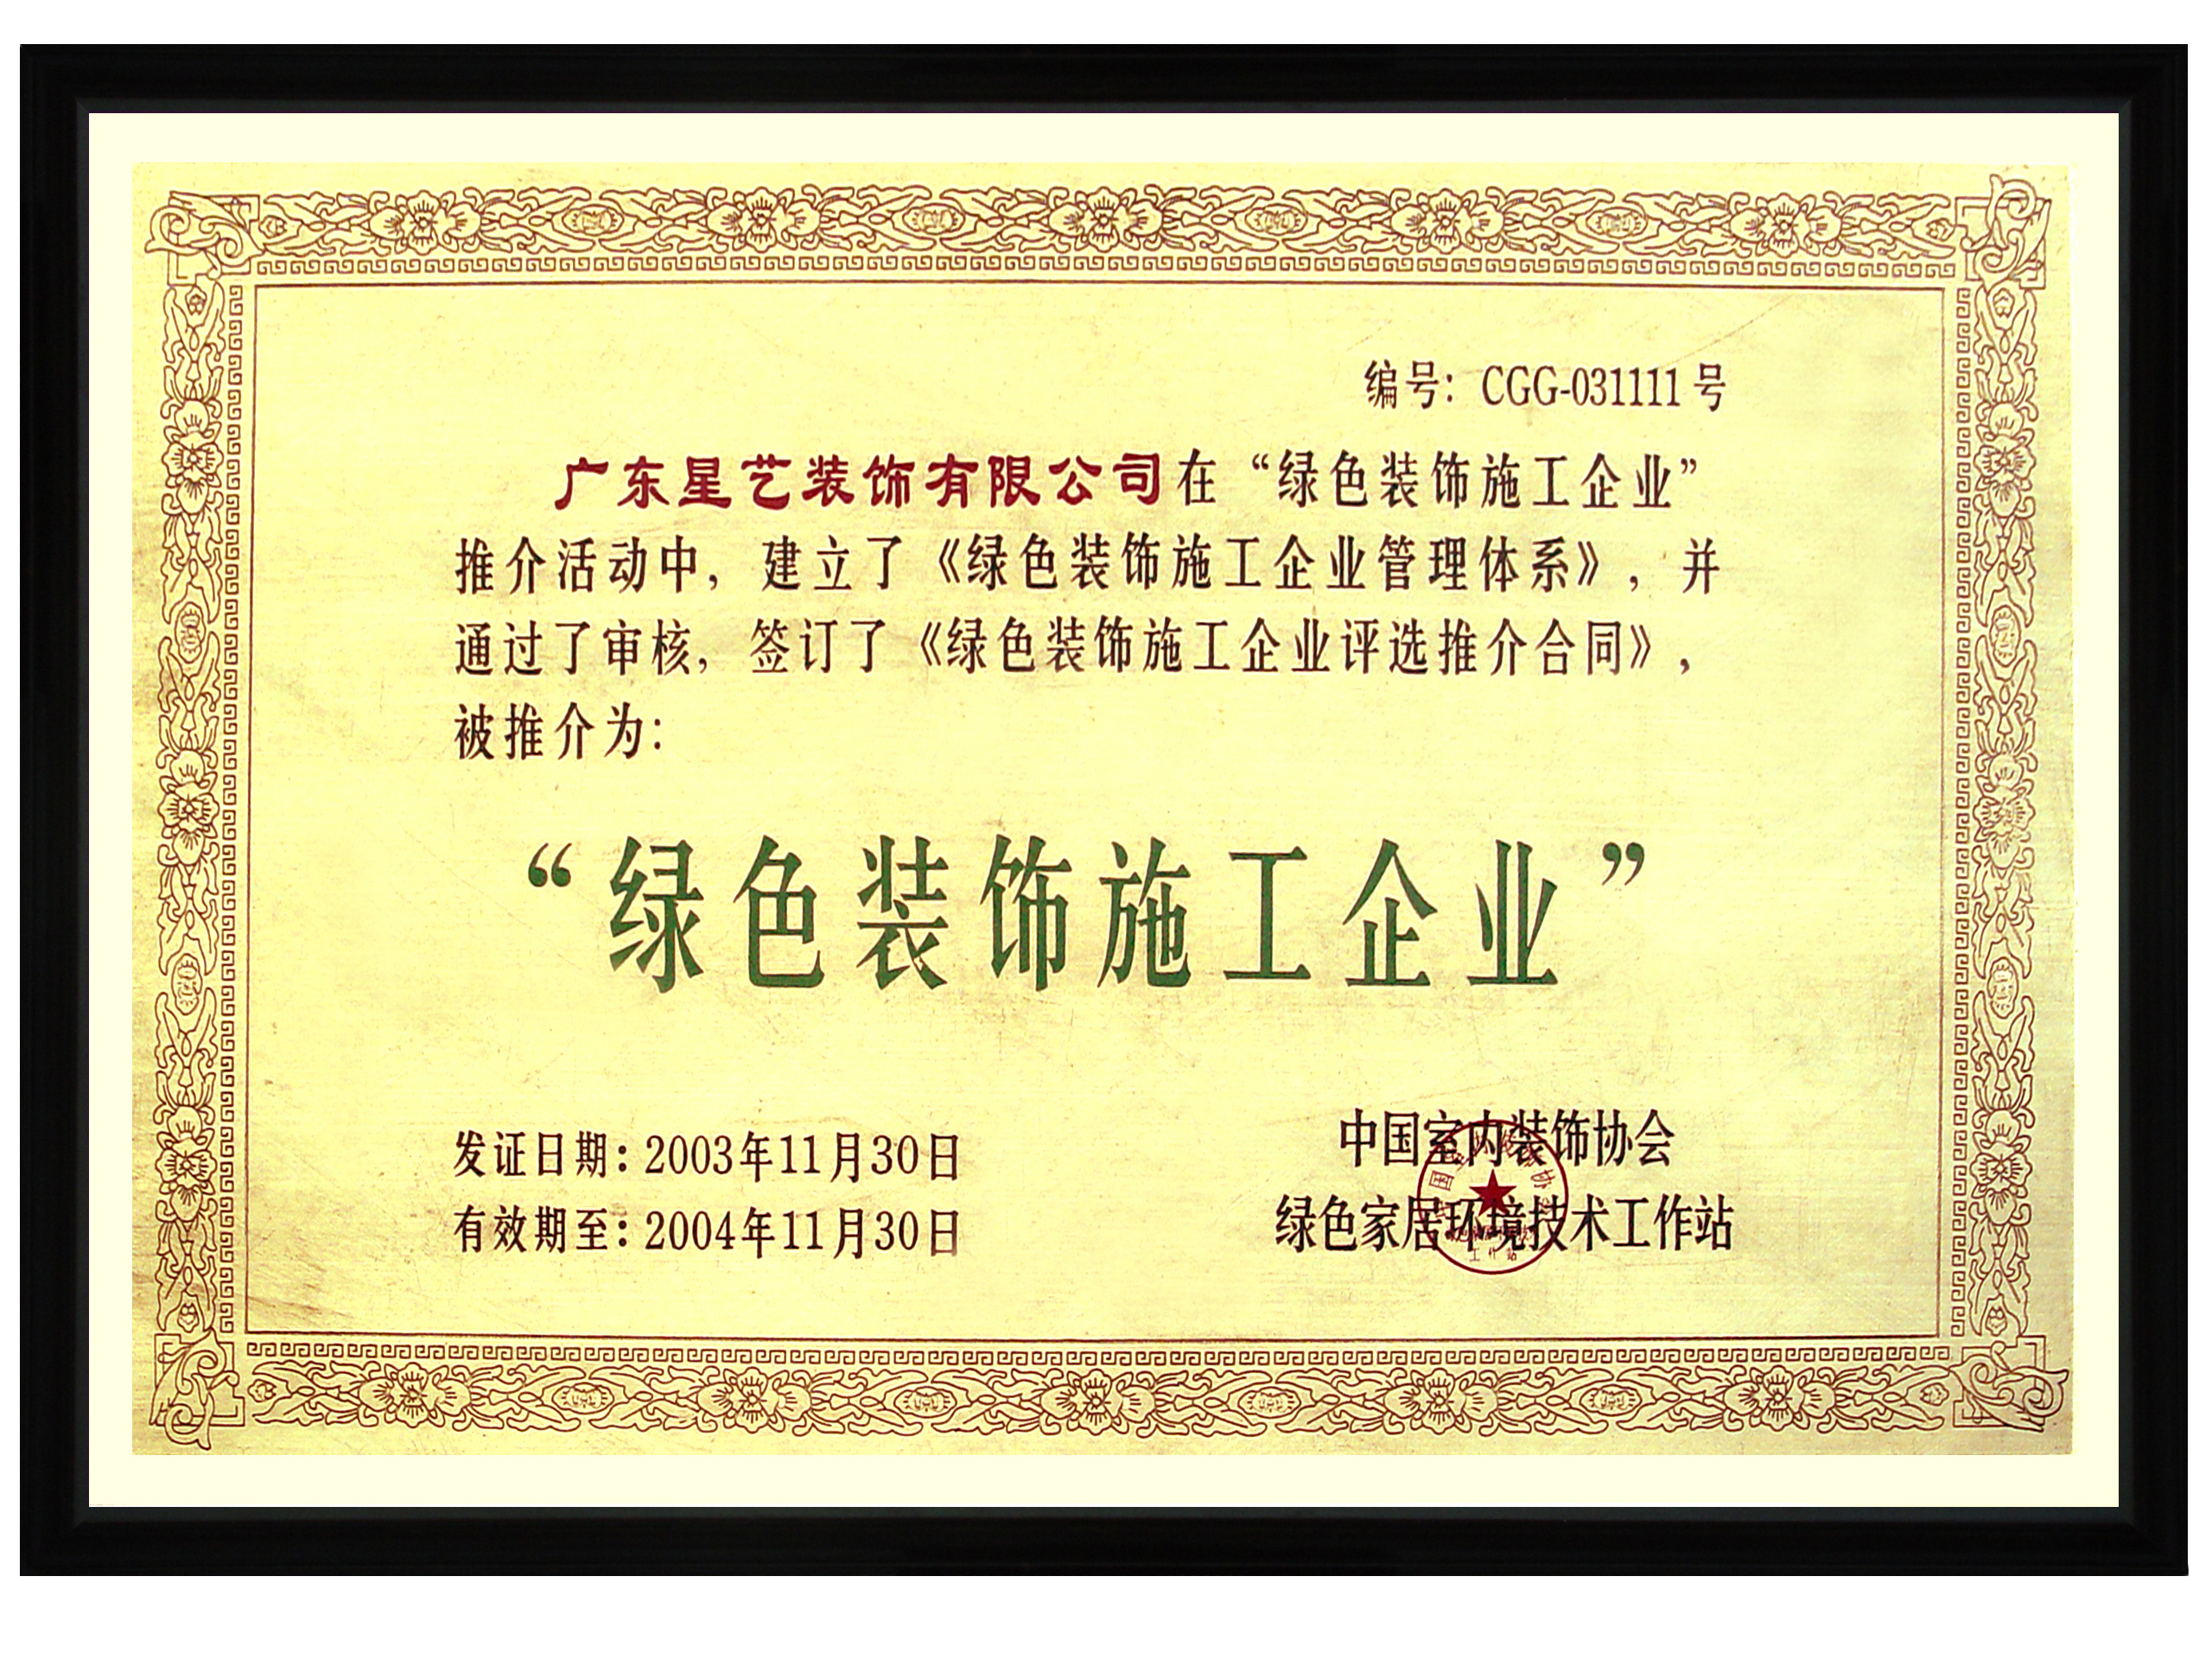 编号：CGG-031111号
广东星艺装饰有限公司在“绿色装饰施工企业”
推介活动中，建立了《绿色装饰施工企业管理体系》，并
通过了审核，签订了《绿色装饰施工企业评选推介合同》，
被推介为：
“绿色装饰施工企业”
发证日期：2003年11月30日
有效期至：2004年11月30日
中国室内装饰协会
绿色家居环境技术工作站
工作站